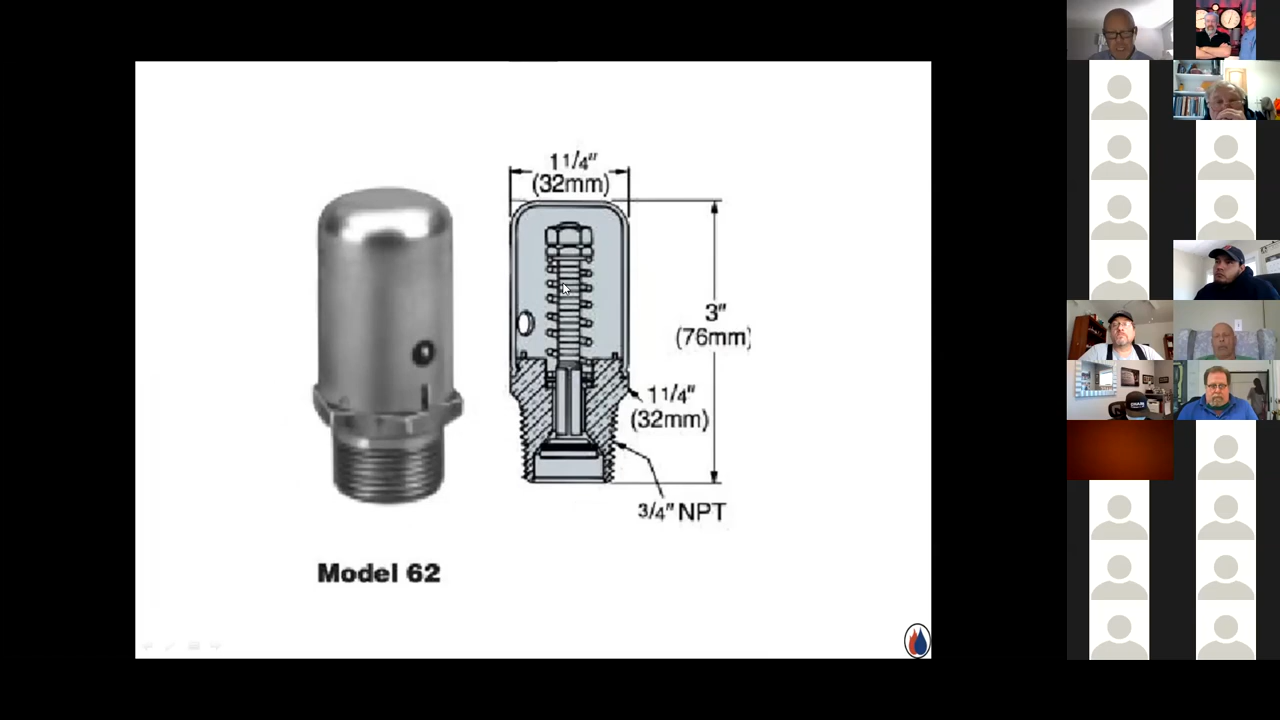 1 1/4"
(32mm)
3"
(76mm)
1 1/4"
(32mm)
3/4" NPT
Model 62